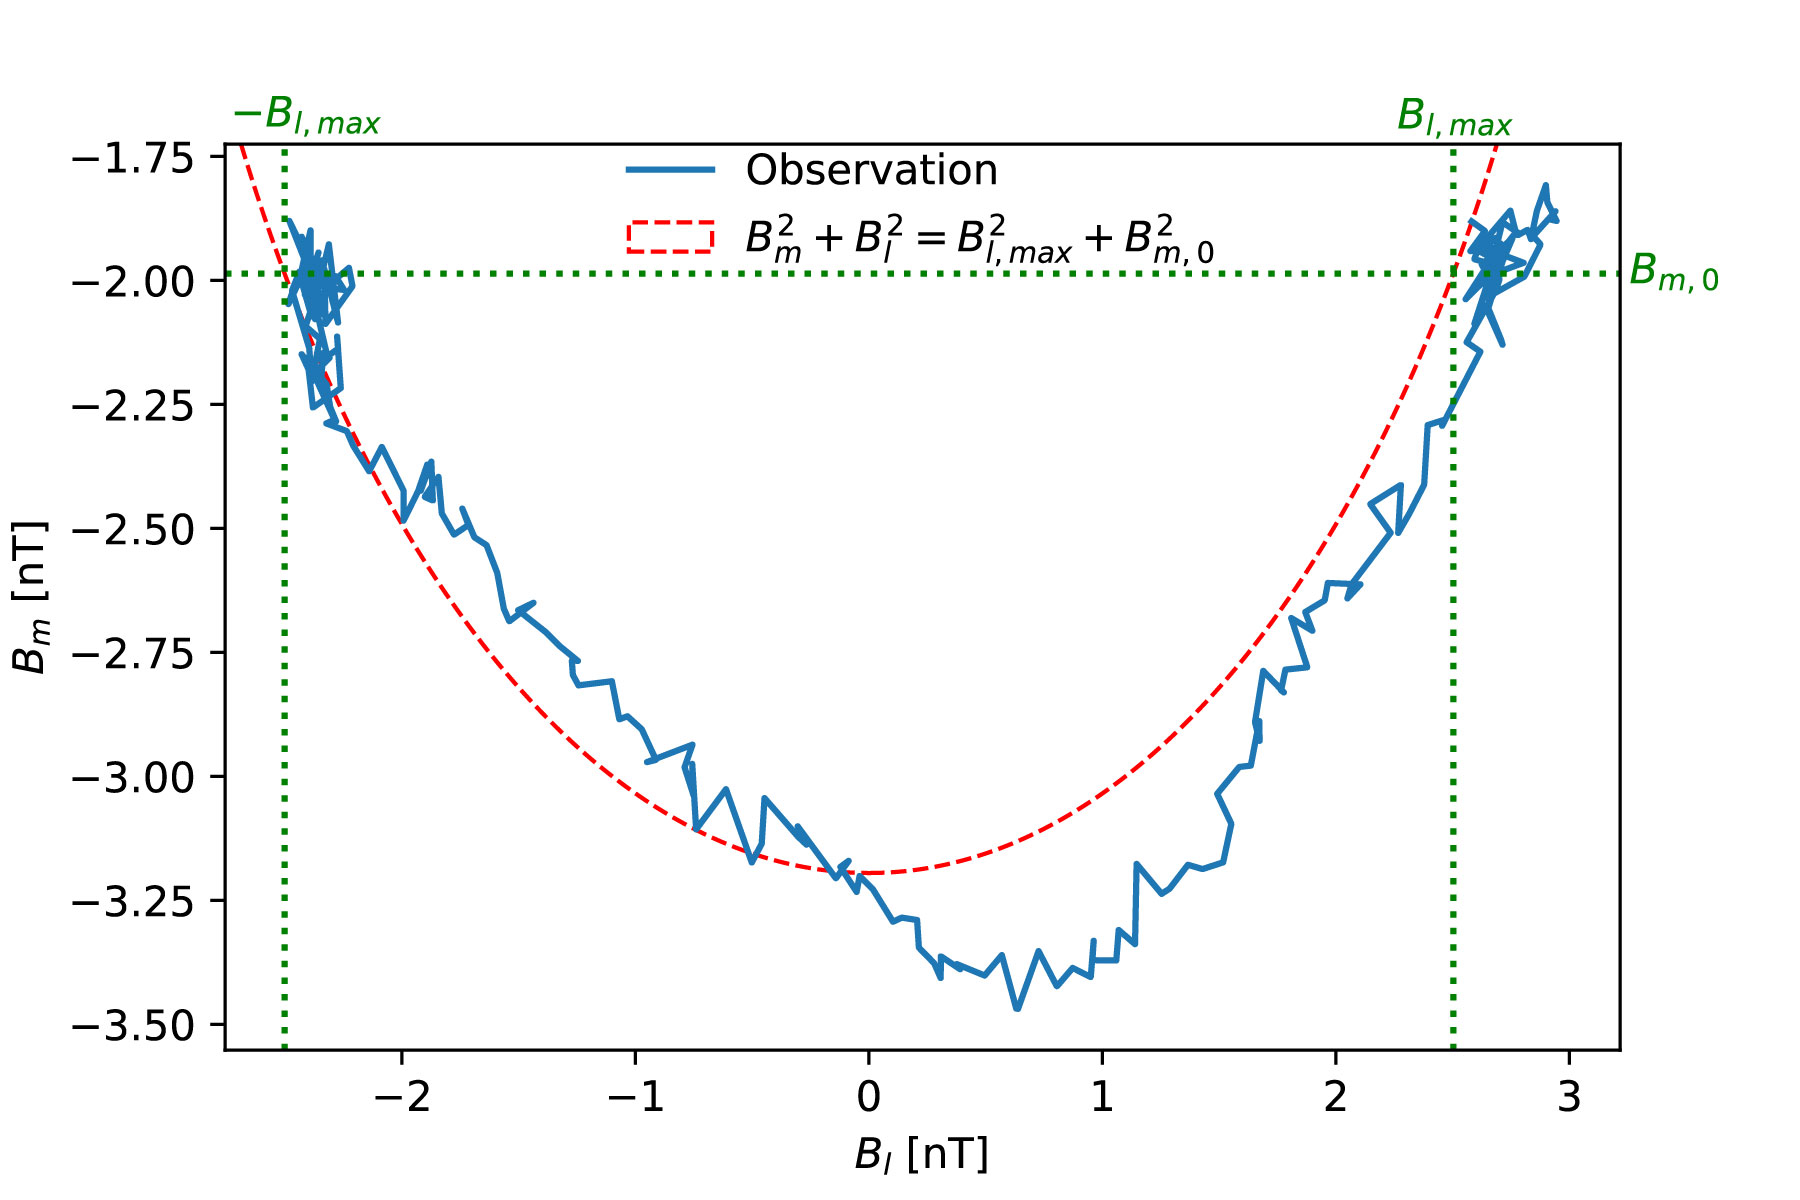 −B_{l,max}
B_{l,max}
−1.75
Observation
B_m^2 + B_l^2 = B_{l,max}^2 + B_{m,0}^2
B_{m,0}
−2.00
−2.25
−2.50
−2.75
−3.00
−3.25
−3.50
B_m [nT]
−2
−1
0
1
2
3
B_l [nT]